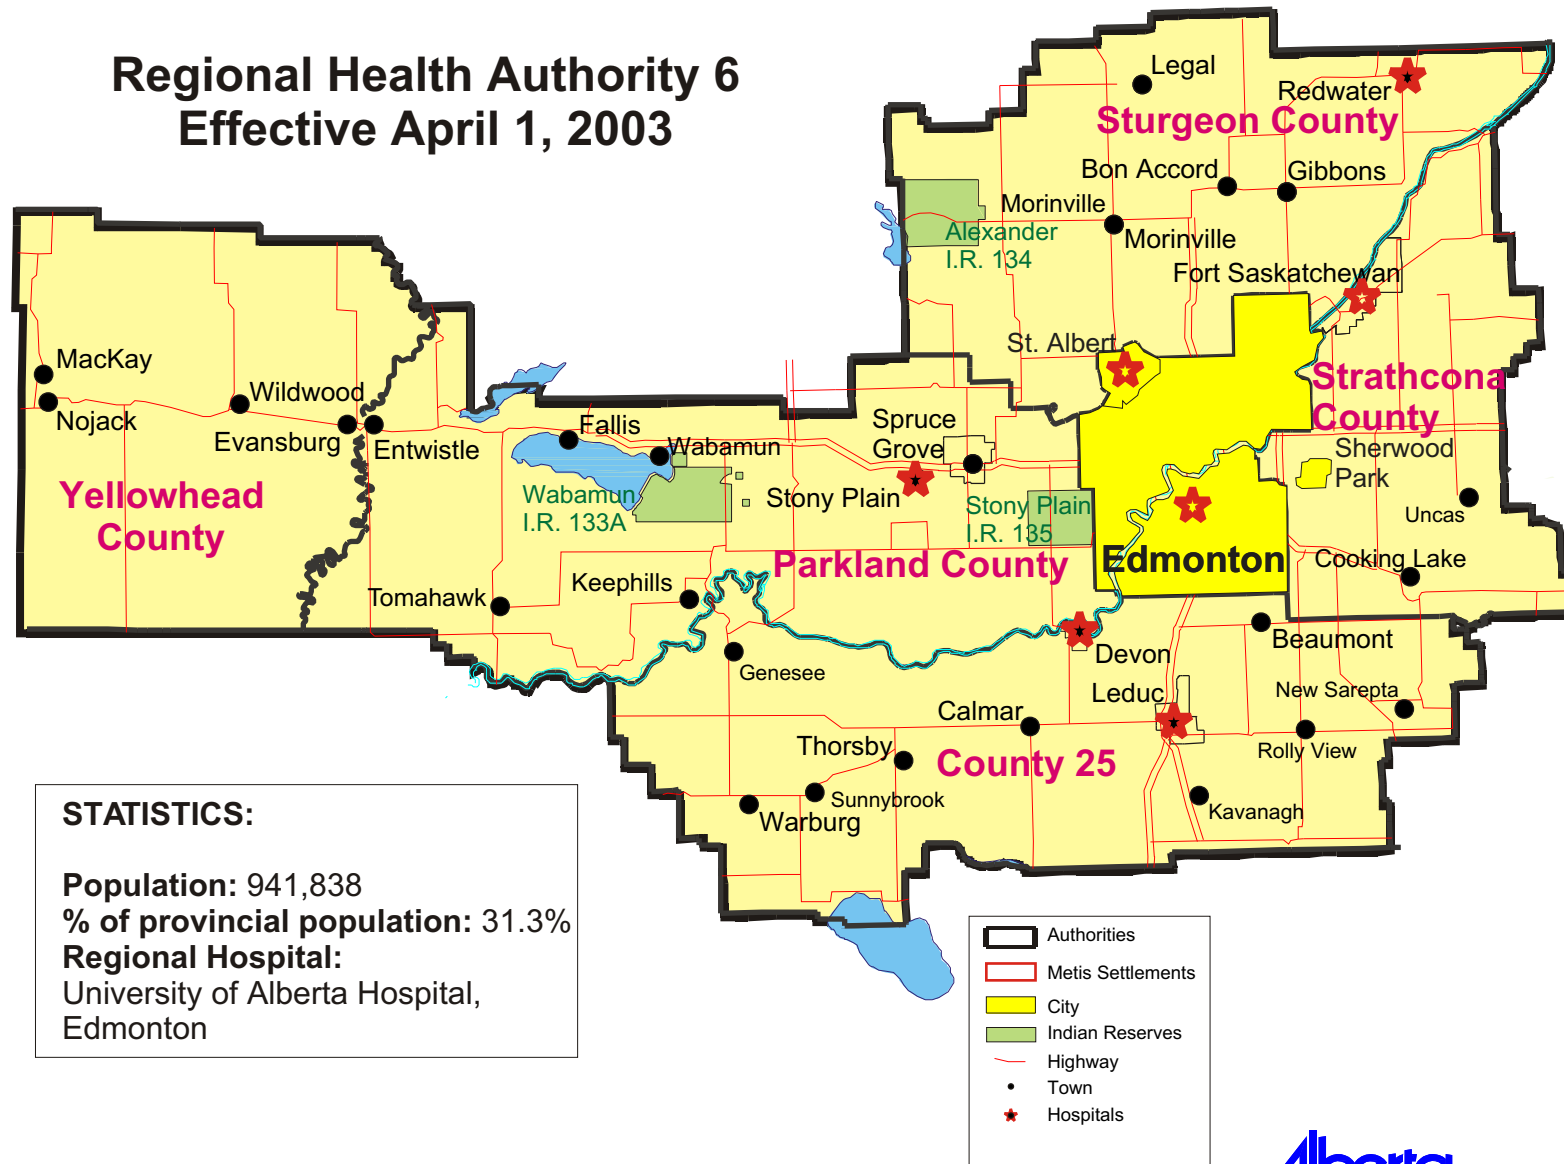 Regional Health Authority 6
Effective April 1, 2003
Legal
Redwater
Sturgeon County
Bon Accord
Gibbons
Morinville
Alexander
I.R. 134
Morinville
Fort Saskatchewan
St. Albert
Strathcona
County
MacKay
Nojack
Wildwood
Evansburg
Entwistle
Fallis
Wabamun
Spruce
Grove
Sherwood
Park
Yellowhead
County
Wabamun
I.R. 133A
Stony Plain
Stony Plain
I.R. 135
Uncas
Parkland County
Edmonton
Cooking Lake
Tomahawk
Keephills
Genesee
Devon
Beaumont
Leduc
New Sarepta
Calmar
Thorsby
County 25
Rolly View
Sunnybrook
Warburg
Kavanagh
STATISTICS:
Population: 941,838
% of provincial population: 31.3%
Regional Hospital:
University of Alberta Hospital,
Edmonton
Authorities
Metis Settlements
City
Indian Reserves
Highway
Town
Hospitals
Alberta